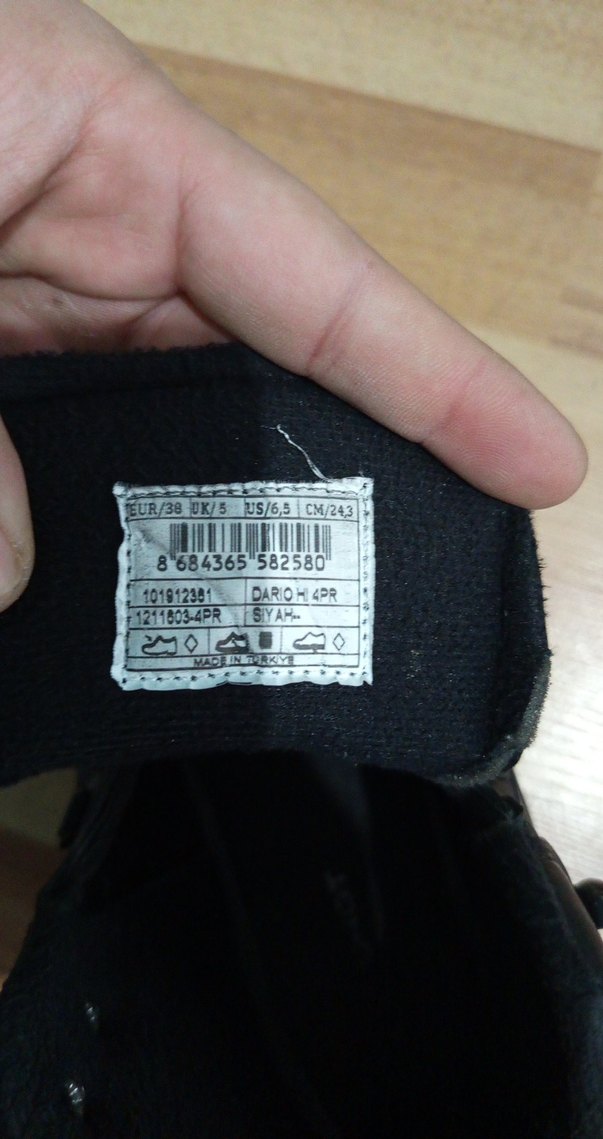 EUR/38 UK/5 US/6,5 CM/24,3
8 684365 582580
101912381 DARIO HI 4PR
1211603-4PR SIYAH--
MADE IN TÜRKİYE